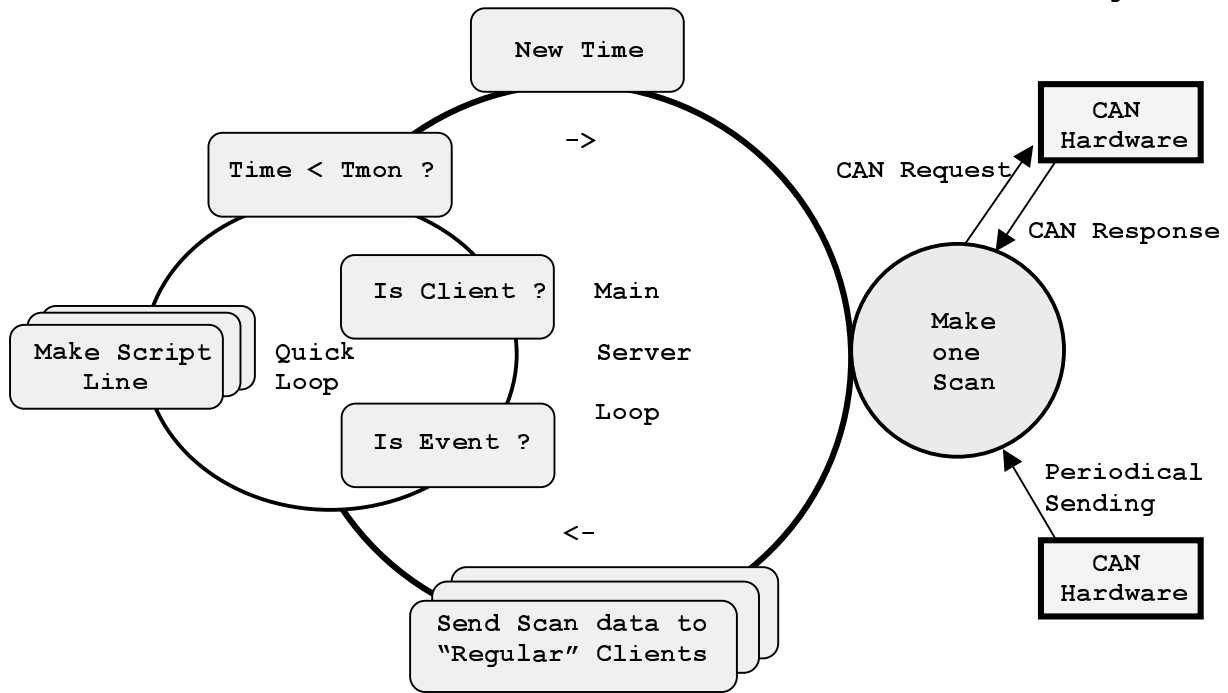 New Time
->
Time < Tmon ?
Is Client ?
Make Script
Line
Quick
Loop
Is Event ?
Main
Server
Loop
<-
Send Scan data to
“Regular” Clients
Make
one
Scan
CAN
Hardware
CAN Request
CAN Response
Periodical
Sending
CAN
Hardware